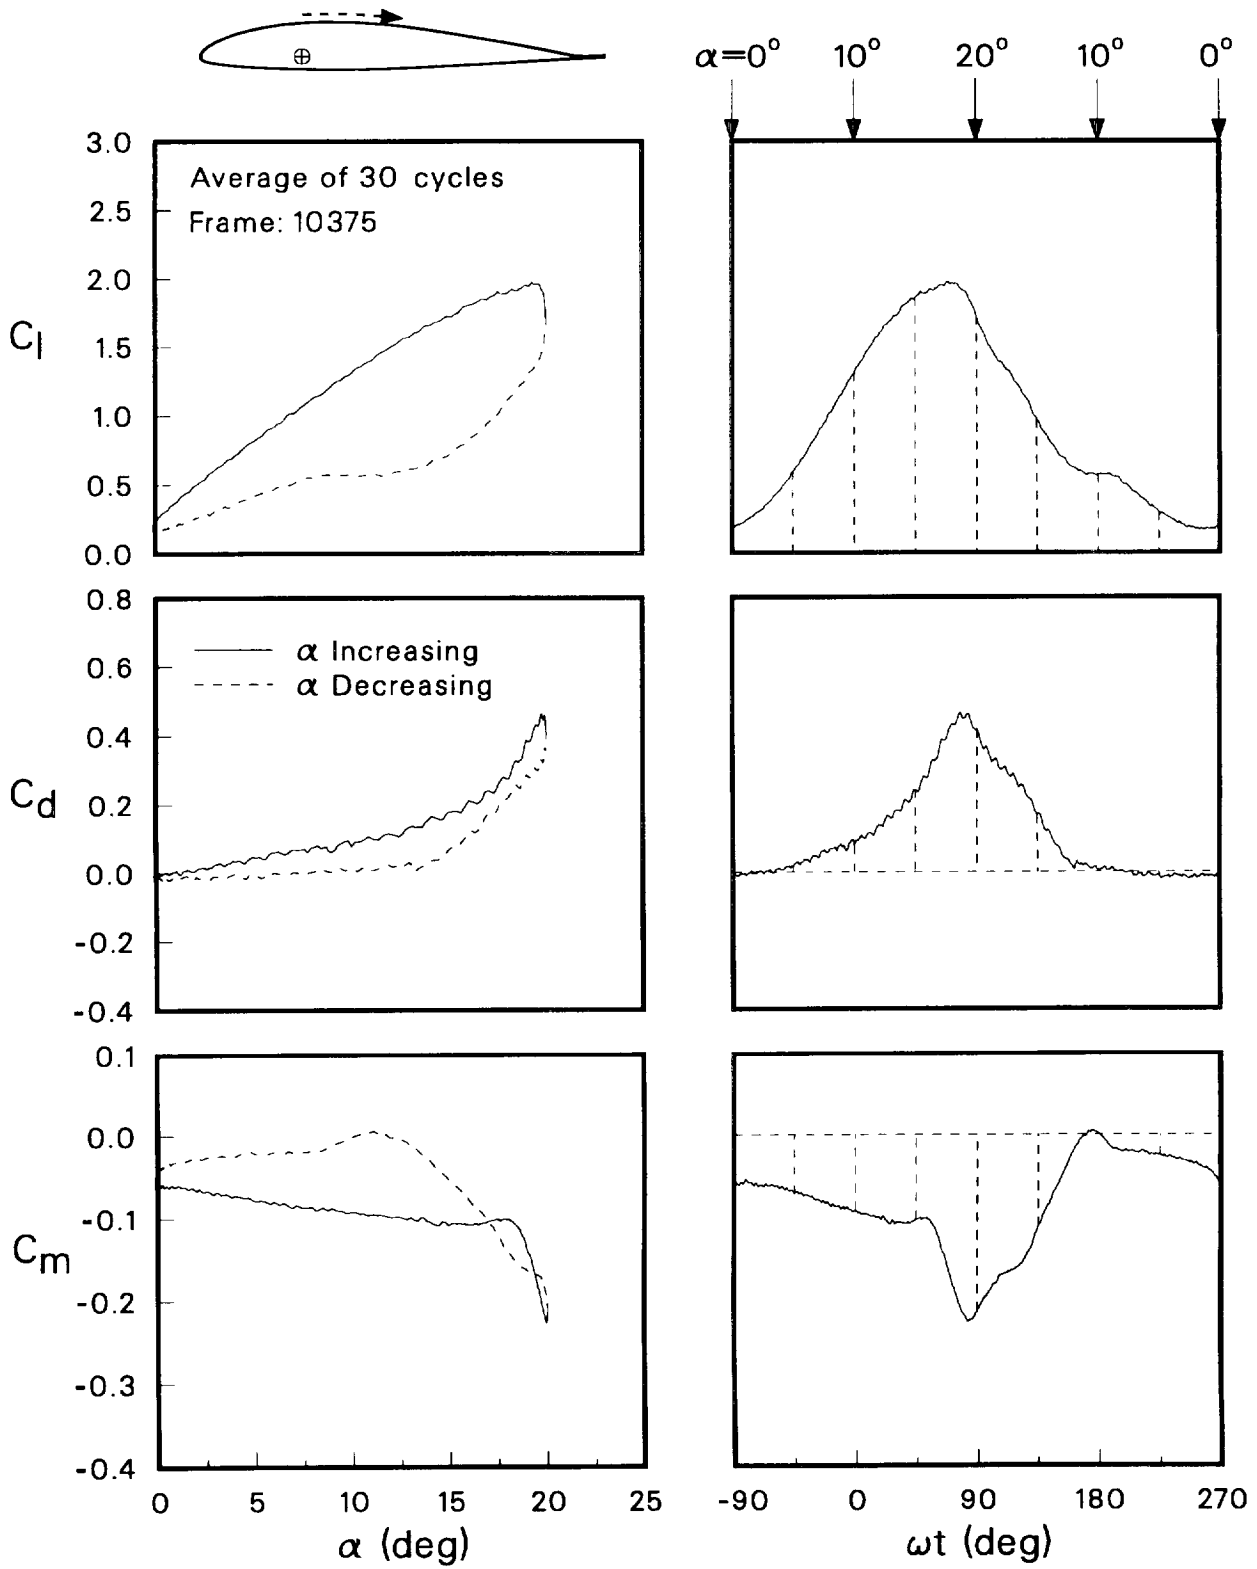 α=0° 10° 20° 10° 0°
3.0
2.5
2.0
1.5
1.0
0.5
0.0
Cl
Average of 30 cycles
Frame: 10375
0.8
0.6
0.4
0.2
0.0
-0.2
-0.4
Cd
α Increasing
α Decreasing
0.1
0.0
-0.1
-0.2
-0.3
-0.4
Cm
0 5 10 15 20 25
α (deg)
-90 0 90 180 270
ωt (deg)